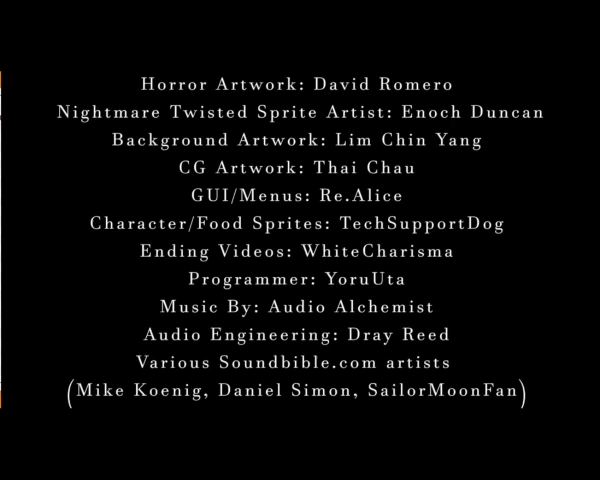 Horror Artwork: David Romero
Nightmare Twisted Sprite Artist: Enoch Duncan
Background Artwork: Lim Chin Yang
CG Artwork: Thai Chau
GUI/Menus: Re.Alice
Character/Food Sprites: TechSupportDog
Ending Videos: WhiteCharisma
Programmer: YoruUta
Music By: Audio Alchemist
Audio Engineering: Dray Reed
Various Soundbible.com artists
(Mike Koenig, Daniel Simon, SailorMoonFan)